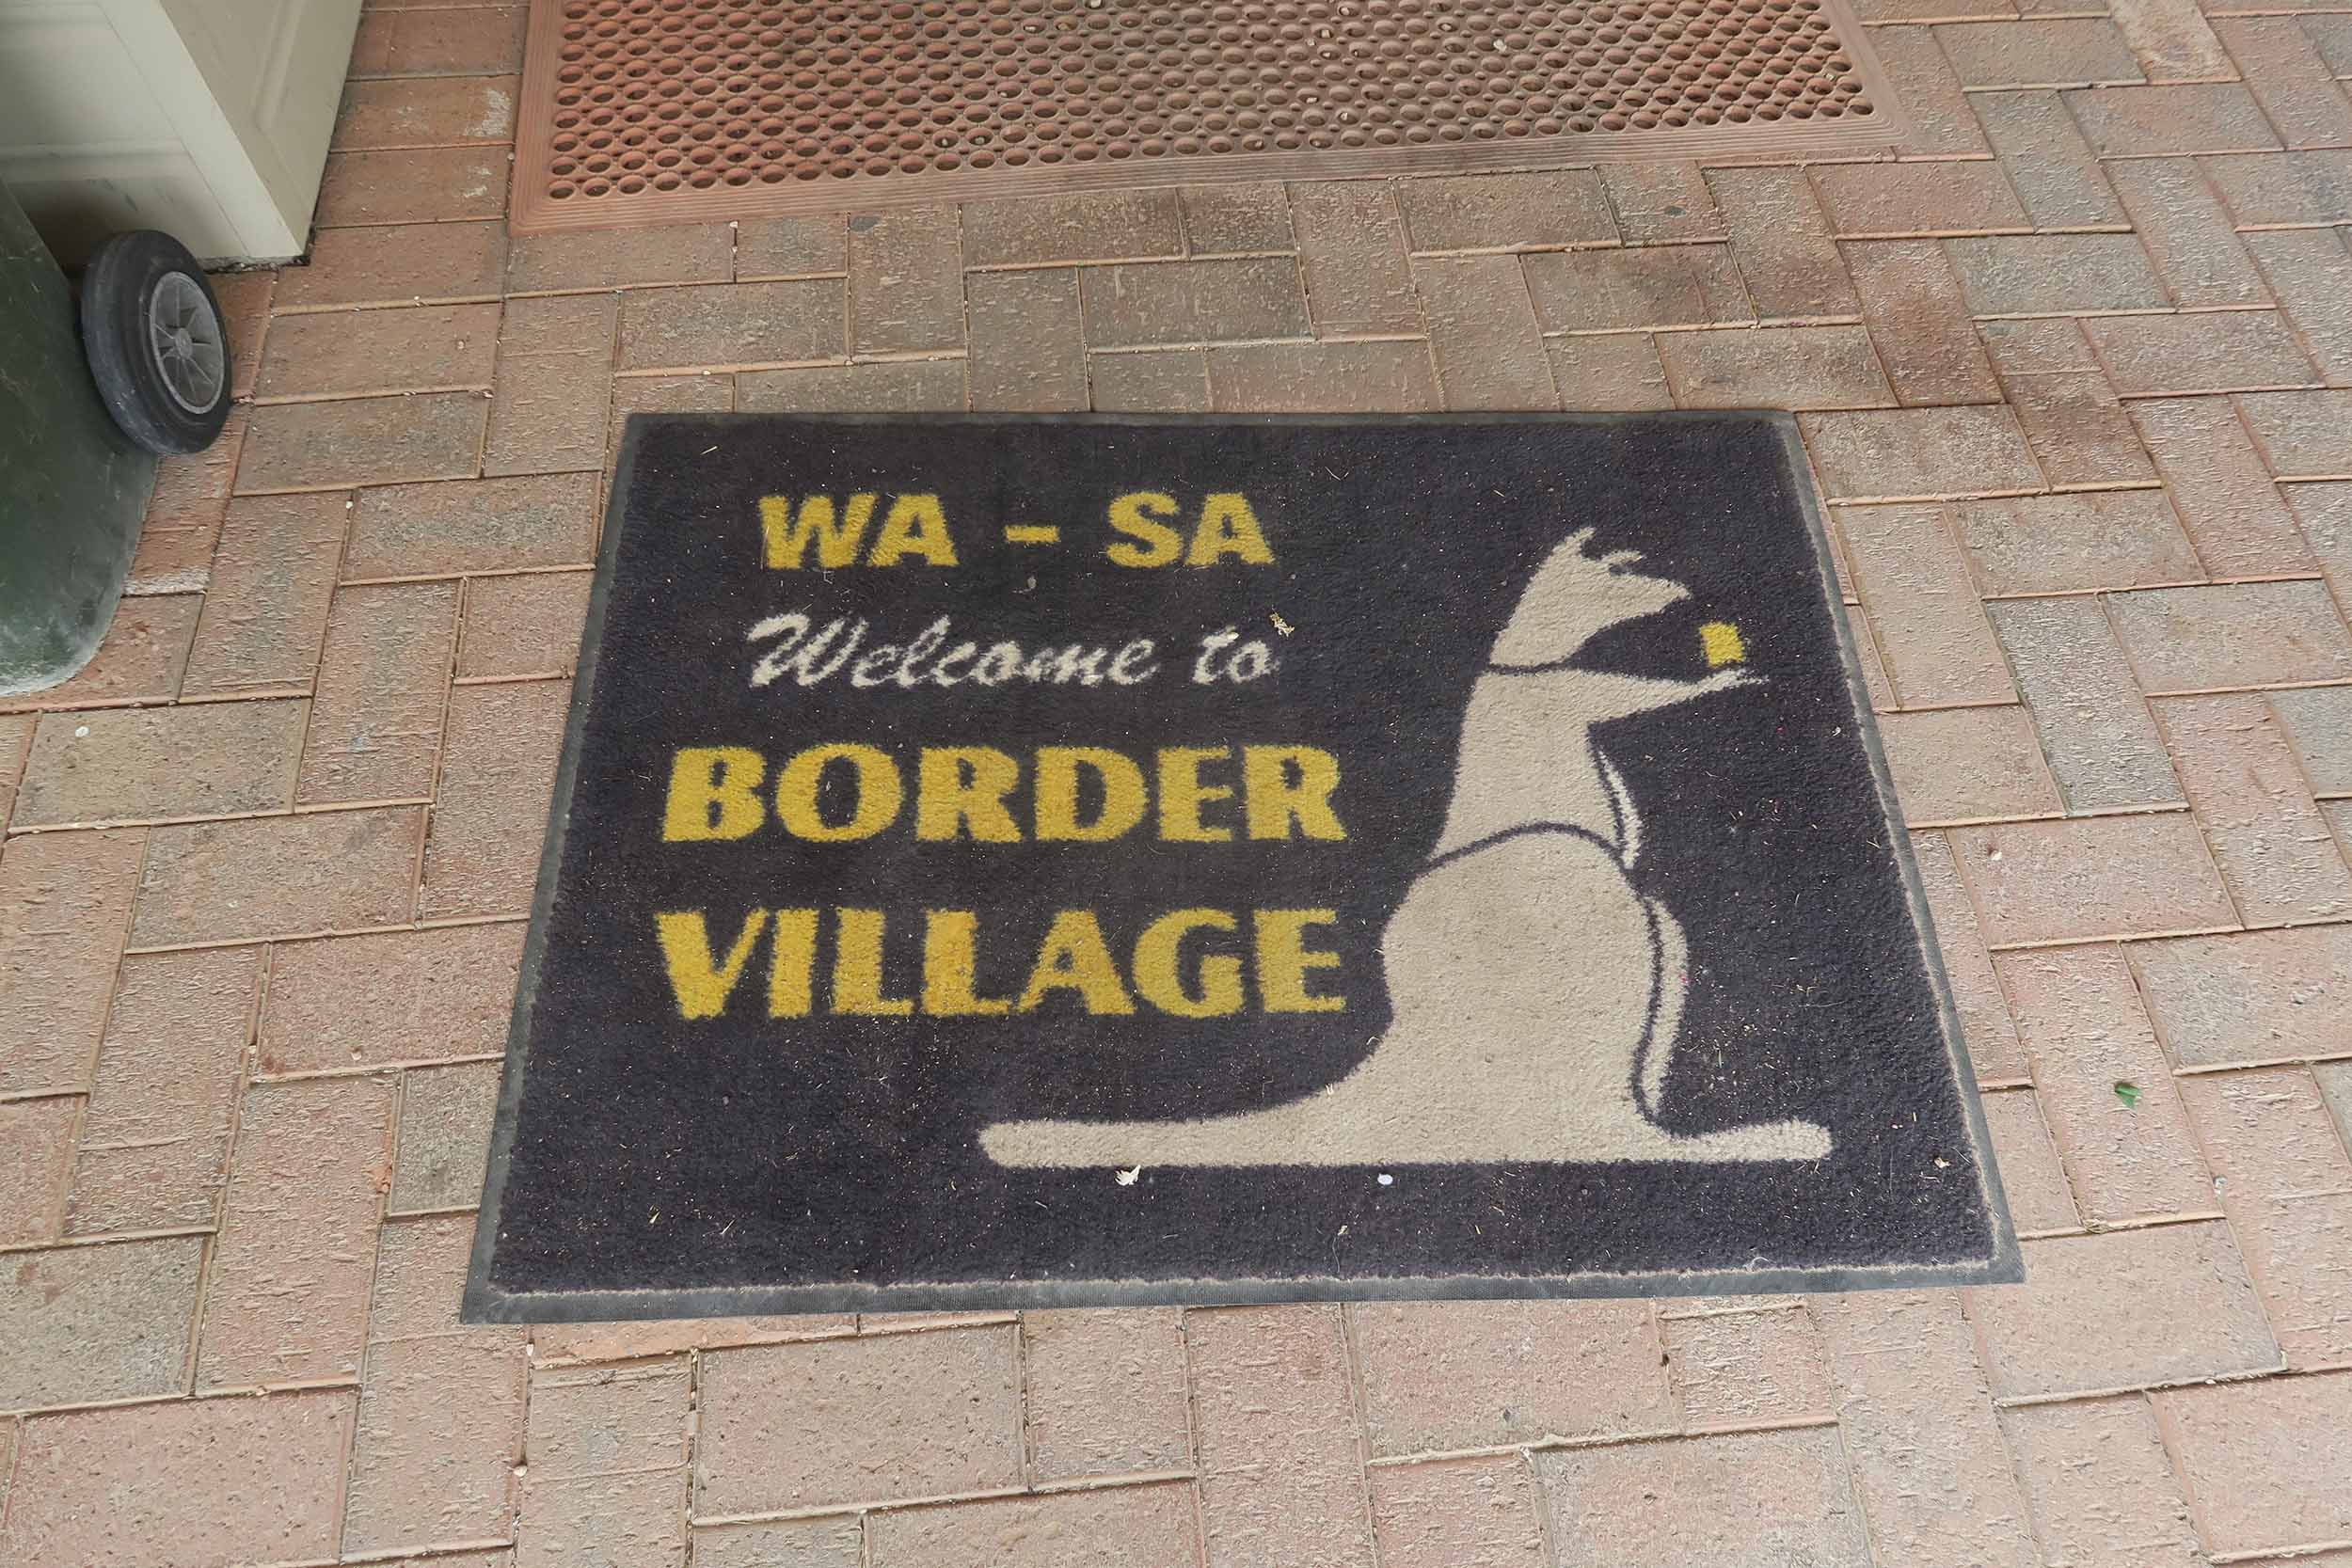 WA - SA
Welcome to
BORDER
VILLAGE